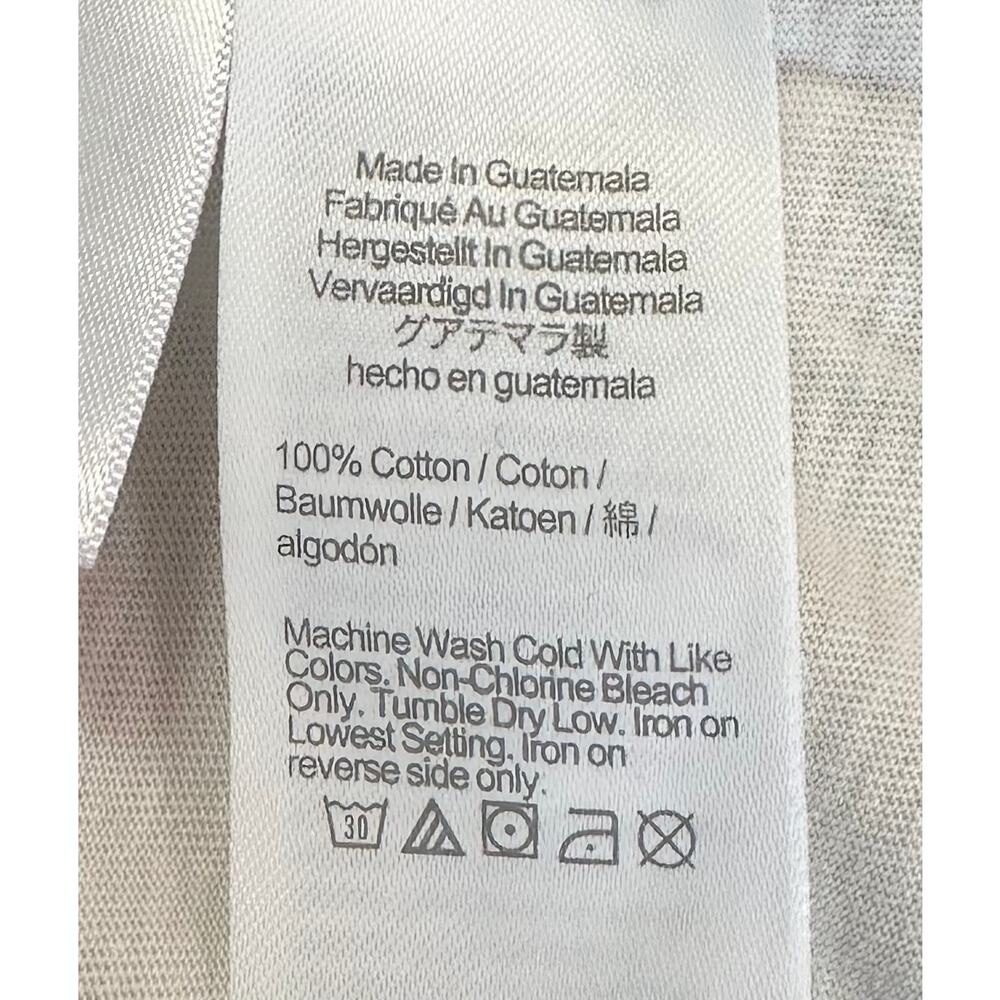 Made In Guatemala
Fabriqué Au Guatemala
Hergestellt In Guatemala
Vervaardigd In Guatemala
グアテマラ製
hecho en guatemala
100% Cotton / Coton /
Baumwolle / Katoen / 綿 /
algodón
Machine Wash Cold With Like
Colors. Non-Chlorine Bleach
Only. Tumble Dry Low. Iron on
Lowest Setting. Iron on
reverse side only.
30